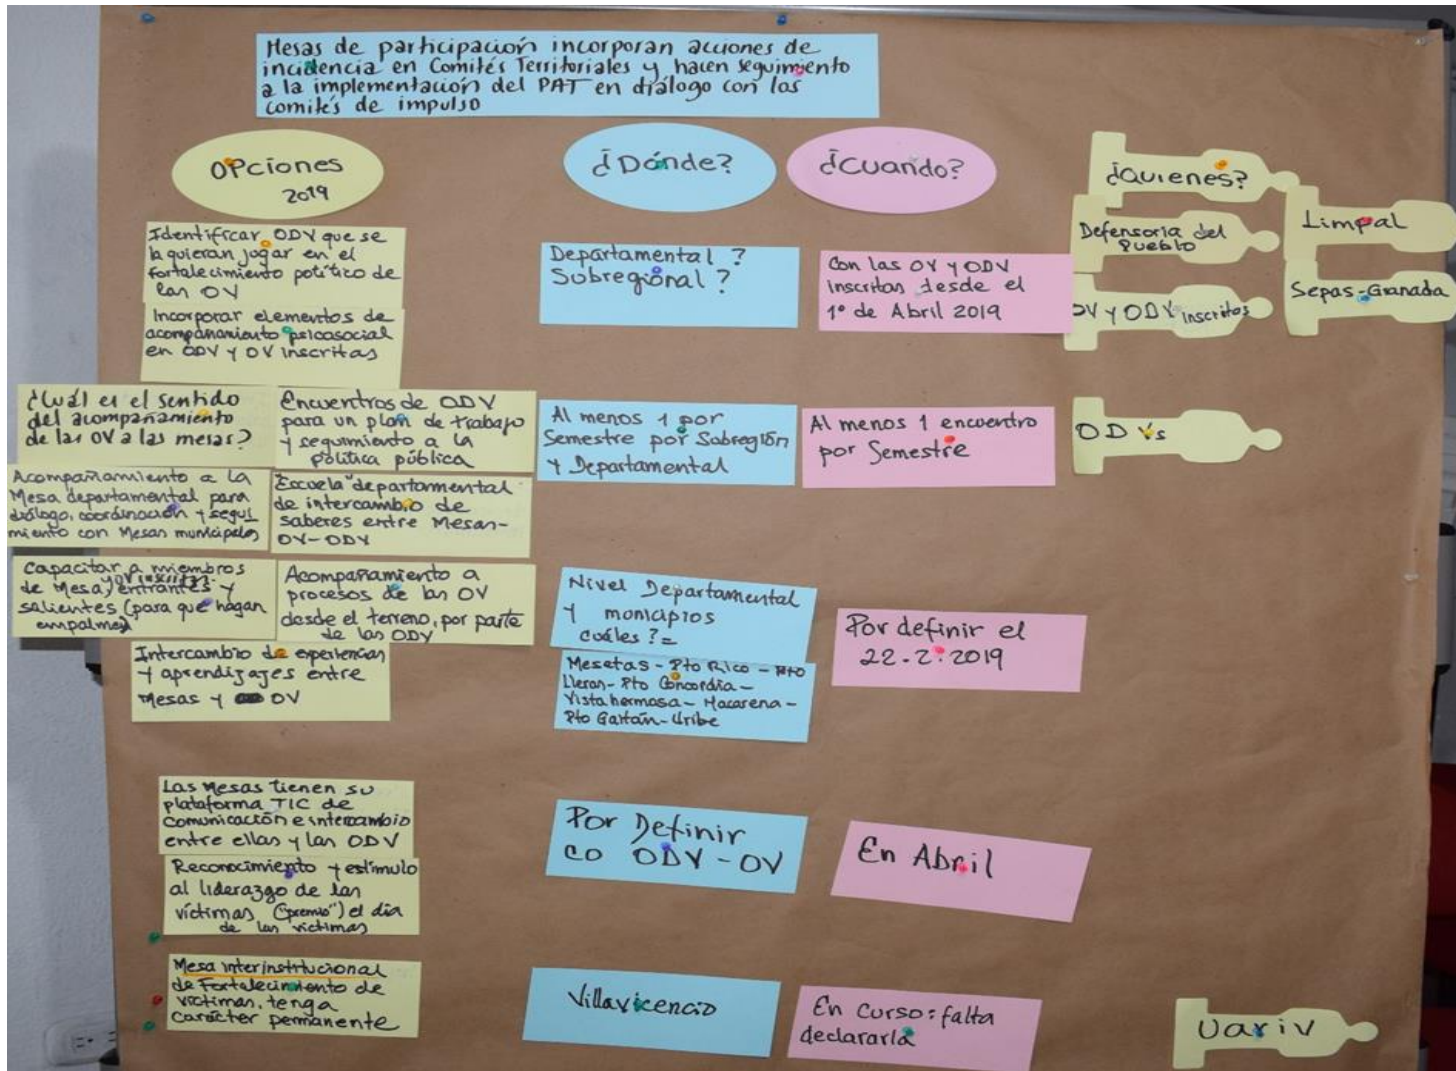 Mesas de participación incorporan acciones de
incidencia en Comités Territoriales y hacen seguimiento
a la implementación del PAT en diálogo con los
comités de impulso
OPciones
2019
¿Dónde?
¿Cuando?
¿Quienes?
Identificar ODV que se
la quieran jugar en el
fortalecimiento político de
las OV
Departamental ?
Subregional ?
Con las OV y ODV
inscritas desde el
1º de Abril 2019
Defensoria del
Pueblo
Limpal
OV y ODV inscritos
Sepas-Granada
Incorporar elementos de
acompañamiento psicosocial
en ODV y OV inscritas
¿Cuál es el sentido
del acompañamiento
de las OV a las mesas?
Encuentros de ODV
para un plan de trabajo
y seguimiento a la
política pública
Al menos 1 por
Semestre por Subregión
y Departamental
Al menos 1 encuentro
por Semestre
ODVs
Acompañamiento a la
Mesa departamental para
diálogo, coordinación y segui
miento con Mesas municipales
Escuela departamental
de intercambio de
saberes entre Mesas-
OV-ODV
Capacitar a miembros
y OV inscritas.
de Mesa, entrantes y
salientes (para que hagan
empalme)
Acompañamiento a
procesos de las OV
desde el terreno, por parte
de las ODV
Nivel Departamental
y municipios
cuáles ?=
Por definir el
22-2-2019
Intercambio de experiencias
y aprendizajes entre
Mesas y OV
Mesetas - Pto Rico - Pto
Lleras - Pto Concordia -
Vista hermosa - Macarena -
Pto Gaitán - Uribe
Las Mesas tienen su
plataforma TIC de
comunicación e intercambio
entre ellas y las ODV
Por Definir
co ODV - OV
En Abril
Reconocimiento y estímulo
al liderazgo de las
víctimas ("premio") el día
de las víctimas
Mesa interinstitucional
de Fortalecimiento de
víctimas, tenga
carácter permanente
Villavicencio
En Curso: falta
declararla
Uariv